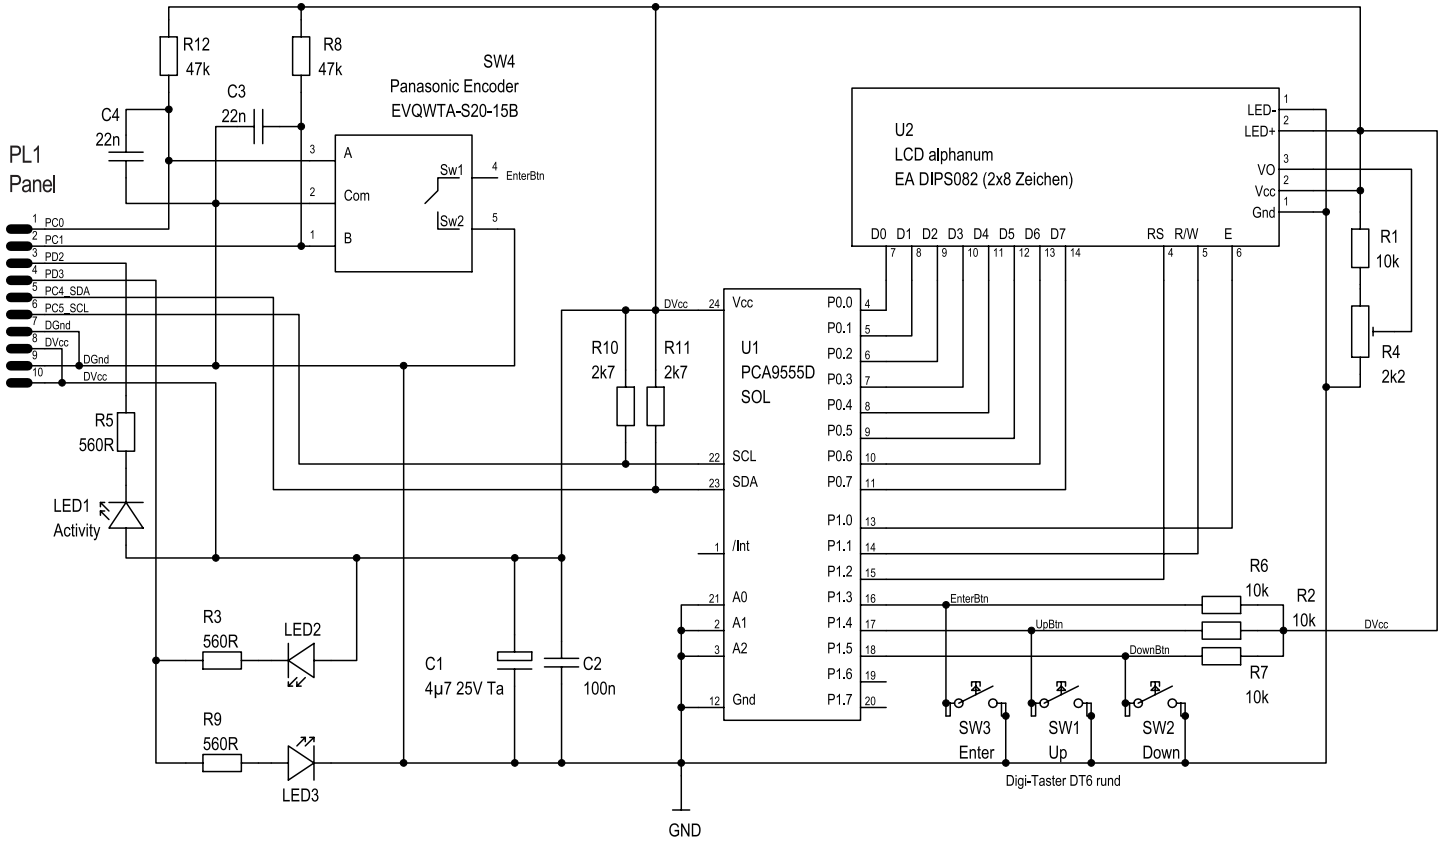 R12
47k
R8
47k
SW4
Panasonic Encoder
EVQWTA-S20-15B
C3
22n
C4
22n
PL1
Panel
3
A
2
Com
1
B
Sw1
4
EnterBtn
Sw2
5
1
PC0
2
PC1
3
PD2
4
PD3
5
PC4_SDA
6
PC5_SCL
7
DGnd
8
DVcc
9
DGnd
10
DVcc
U2
LCD alphanum
EA DIPS082 (2x8 Zeichen)
LED-
1
LED+
2
VO
3
Vcc
2
Gnd
1
D0
D1
D2
D3
D4
D5
D6
D7
RS
R/W
E
7
8
9
10
11
12
13
14
4
5
6
R1
10k
R4
2k2
R10
2k7
R11
2k7
DVcc
24
Vcc
U1
PCA9555D
SOL
22
SCL
23
SDA
1
/Int
21
A0
2
A1
3
A2
12
Gnd
P0.0
4
P0.1
5
P0.2
6
P0.3
7
P0.4
8
P0.5
9
P0.6
10
P0.7
11
P1.0
13
P1.1
14
P1.2
15
P1.3
16
EnterBtn
P1.4
17
UpBtn
P1.5
18
DownBtn
P1.6
19
P1.7
20
R6
10k
R2
10k
R7
10k
DVcc
R5
560R
LED1
Activity
R3
560R
LED2
R9
560R
LED3
C1
4µ7 25V Ta
C2
100n
SW3
Enter
SW1
Up
SW2
Down
Digi-Taster DT6 rund
GND